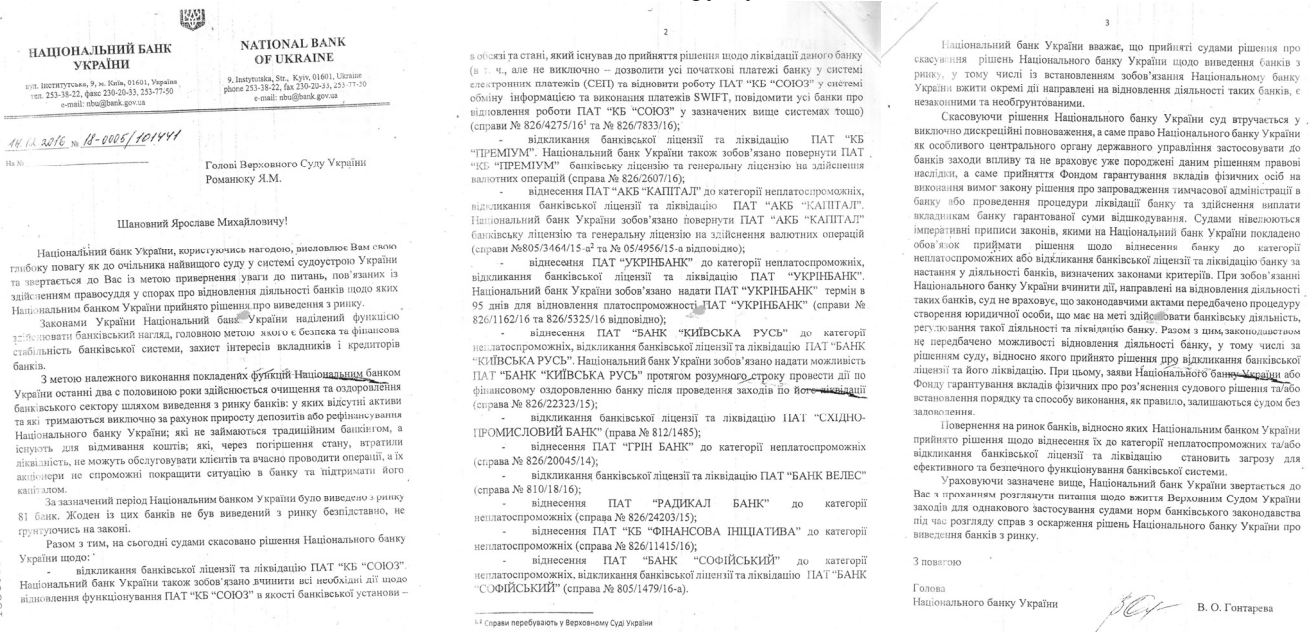 НАЦІОНАЛЬНИЙ БАНК
УКРАЇНИ
вул. Інститутська, 9, м. Київ, 01601, Україна
тел. 253-38-22, факс 230-20-33, 253-77-50
e-mail: nbu@bank.gov.ua
NATIONAL BANK
OF UKRAINE
9, Instytutska, Str., Kyiv, 01601, Ukraine
phone 253-38-22, fax 230-20-33, 253-77-50
e-mail: nbu@bank.gov.ua
2016 № 18-0005/101441
На №
Голові Верховного Суду України
Романюку Я.М.
Шановний Ярославе Михайловичу!
Національний банк України, користуючись нагодою, висловлює Вам свою
глибоку повагу як до очільника найвищого суду у системі судоустрою України
та звертається до Вас із метою привернення уваги до питань, пов'язаних із
здійсненням правосуддя у спорах про відновлення діяльності банків щодо яких
Національним банком України прийнято рішення про виведення з ринку.
Законами України Національний банк України наділений функцією
здійснювати банківський нагляд, головною метою якого є безпека та фінансова
стабільність банківської системи, захист інтересів вкладників і кредиторів
банків.
З метою належного виконання покладених функцій Національним банком
України останні два с половиною роки здійснюється очищення та оздоровлення
банківського сектору шляхом виведення з ринку банків: у яких відсутні активи
та які тримаються виключно за рахунок приросту депозитів або рефінансування
Національного банку України; які не займаються традиційним банкінгом, а
існують для відмивання коштів; які, через погіршення стану, втратили
ліквідність, не можуть обслуговувати клієнтів та вчасно проводити операції, а їх
акціонери не спроможні покращити ситуацію в банку та підтримати його
капіталом.
За зазначений період Національним банком України було виведено з ринку
81 банк. Жоден із цих банків не був виведений з ринку безпідставно, не
ґрунтуючись на законі.
Разом з тим, на сьогодні судами скасовано рішення Національного банку
України щодо:
- відкликання банківської ліцензії та ліквідації ПАТ "КБ "СОЮЗ".
Національний банк України також зобов'язано вчинити всі необхідні дії щодо
відновлення функціонування ПАТ "КБ "СОЮЗ" в якості банківської установи –
2
в обсязі та стані, який існував до прийняття рішення щодо ліквідації даного банку
(в т. ч., але не виключно – дозволити усі початкові платежі банку у системі
електронних платежів (СЕП) та відновити роботу ПАТ "КБ "СОЮЗ" у системі
обміну інформацією та виконання платежів SWIFT, повідомити усі банки про
відновлення роботи ПАТ "КБ "СОЮЗ" у зазначених вище системах тощо)
(справи № 826/4275/16¹ та № 826/7833/16);
- відкликання банківської ліцензії та ліквідацію ПАТ "КБ
"ПРЕМІУМ". Національний банк України також зобов'язано повернути ПАТ
"КБ "ПРЕМІУМ" банківську ліцензію та генеральну ліцензію на здійснення
валютних операцій (справа № 826/2607/16);
- віднесення ПАТ "АКБ "КАПІТАЛ" до категорії неплатоспроможних,
відкликання банківської ліцензії та ліквідацію ПАТ "АКБ "КАПІТАЛ".
Національний банк України зобов'язано повернути ПАТ "АКБ "КАПІТАЛ"
банківську ліцензію та генеральну ліцензію на здійснення валютних операцій
(справи №805/3464/15-а² та № 05/4956/15-а відповідно);
- віднесення ПАТ "УКРІНБАНК" до категорії неплатоспроможних,
відкликання банківської ліцензії та ліквідацію ПАТ "УКРІНБАНК".
Національний банк України зобов'язано надати ПАТ "УКРІНБАНК" термін в
95 днів для відновлення платоспроможності ПАТ "УКРІНБАНК" (справи №
826/1162/16 та 826/5325/16 відповідно);
- віднесення ПАТ "БАНК "КИЇВСЬКА РУСЬ" до категорії
неплатоспроможних, відкликання банківської ліцензії та ліквідацію ПАТ "БАНК
"КИЇВСЬКА РУСЬ". Національний банк України зобов'язано надати можливість
ПАТ "БАНК "КИЇВСЬКА РУСЬ" протягом розумного строку провести дії по
фінансовому оздоровленню банку після проведення заходів по його ліквідації
(справа № 826/22323/15);
- відкликання банківської ліцензії та ліквідацію ПАТ "СХІДНО-
ПРОМИСЛОВИЙ БАНК" (права № 812/1485);
- віднесення ПАТ "ГРІН БАНК" до категорії неплатоспроможних
(справа № 826/20045/14);
- відкликання банківської ліцензії та ліквідацію ПАТ "БАНК ВЕЛЕС"
(справа № 810/18/16);
- віднесення ПАТ "РАДИКАЛ БАНК" до категорії
неплатоспроможніх (справа № 826/24203/15);
- віднесення ПАТ "КБ "ФІНАНСОВА ІНІЦІАТИВА" до категорії
неплатоспроможніх (справа № 826/11415/16);
- віднесення ПАТ "БАНК "СОФІЙСЬКИЙ" до категорії
неплатоспроможних, відкликання банківської ліцензії та ліквідацію ПАТ "БАНК
"СОФІЙСЬКИЙ" (справа № 805/1479/16-а).
¹·² Справи перебувають у Верховному Суді України
3
Національний банк України вважає, що прийняті судами рішення про
скасування рішень Національного банку України щодо виведення банків з
ринку, у тому числі із встановленням зобов'язання Національному банку
України вжити окремі дії направлені на відновлення діяльності таких банків, є
незаконними та необґрунтованими.
Скасовуючи рішення Національного банку України суд втручається у
виключно дискреційні повноваження, а саме право Національного банку України
як особливого центрального органу державного управління застосовувати до
банків заходи впливу та не враховує уже породжені даним рішенням правові
наслідки, а саме прийняття Фондом гарантування вкладів фізичних осіб на
виконання вимог закону рішення про запровадження тимчасової адміністрації в
банку або проведення процедури ліквідації банку та здійснення виплати
вкладникам банку гарантованої суми відшкодування. Судами нівелюються
імперативні приписи законів, якими на Національний банк України покладено
обов'язок приймати рішення щодо віднесення банку до категорії
неплатоспроможних або відкликання банківської ліцензії та ліквідацію банку за
настання у діяльності банків, визначених законами критеріїв. При зобов'язанні
Національного банку України вчинити дії, направлені на відновлення діяльності
таких банків, суд не враховує, що законодавчими актами передбачено процедуру
створення юридичної особи, що має на меті здійснювати банківську діяльність,
регулювання такої діяльності та ліквідацію банку. Разом з цим, законодавством
не передбачено можливості відновлення діяльності банку, у тому числі за
рішенням суду, відносно якого прийнято рішення про відкликання банківської
ліцензії та його ліквідацію. При цьому, заяви Національного банку України або
Фонду гарантування вкладів фізичних про роз'яснення судового рішення та/або
встановлення порядку та способу виконання, як правило, залишаються судом без
задоволення.
Повернення на ринок банків, відносно яких Національним банком України
прийнято рішення щодо віднесення їх до категорії неплатоспроможних та/або
відкликання банківської ліцензії та ліквідацію становить загрозу для
ефективного та безпечного функціонування банківської системи.
Ураховуючи зазначене вище, Національний банк України звертається до
Вас з проханням розглянути питання щодо вжиття Верховним Судом України
заходів для однакового застосування судами норм банківського законодавства
під час розгляду справ з оскарження рішень Національного банку України про
виведення банків з ринку.
З повагою
Голова
Національного банку України
В. О. Гонтарева